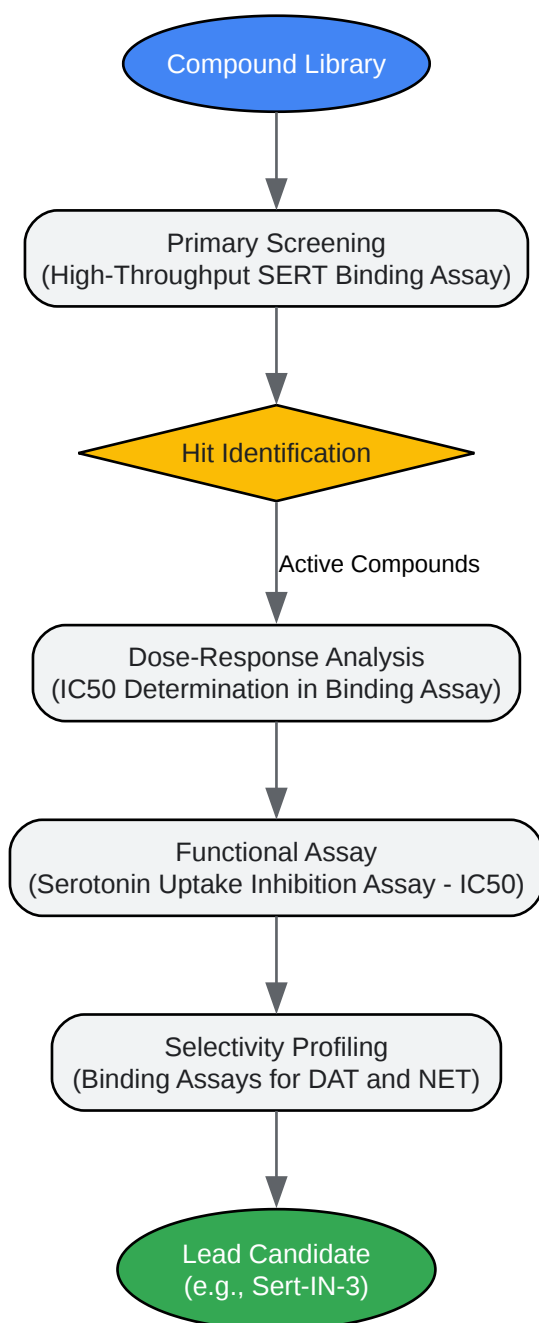 Compound Library
Primary Screening
(High-Throughput SERT Binding Assay)
Hit Identification
Active Compounds
Dose-Response Analysis
(IC50 Determination in Binding Assay)
Functional Assay
(Serotonin Uptake Inhibition Assay - IC50)
Selectivity Profiling
(Binding Assays for DAT and NET)
Lead Candidate
(e.g., Sert-IN-3)